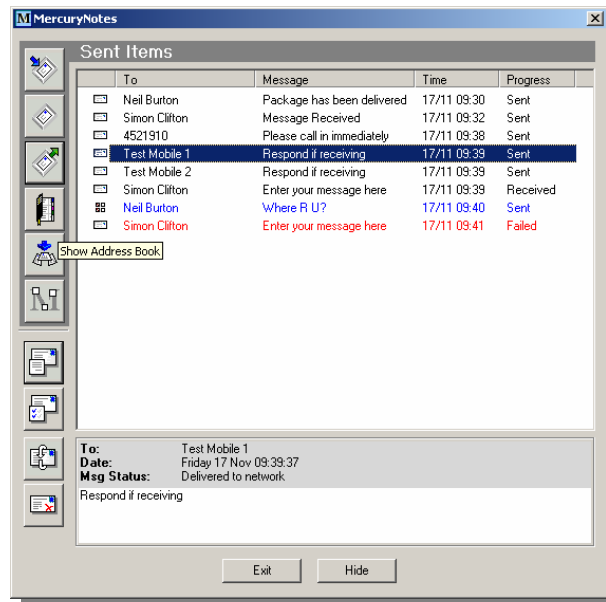 MercuryNotes
Sent Items
To Message Time Progress
Neil Burton Package has been delivered 17/11 09:30 Sent
Simon Clifton Message Received 17/11 09:32 Sent
4521910 Please call in immediately 17/11 09:38 Sent
Test Mobile 1 Respond if receiving 17/11 09:39 Sent
Test Mobile 2 Respond if receiving 17/11 09:39 Sent
Simon Clifton Enter your message here 17/11 09:39 Received
Neil Burton Where R U? 17/11 09:40 Sent
Simon Clifton Enter your message here 17/11 09:41 Failed
Show Address Book
To: Test Mobile 1
Date: Friday 17 Nov 09:39:37
Msg Status: Delivered to network
Respond if receiving
Exit Hide